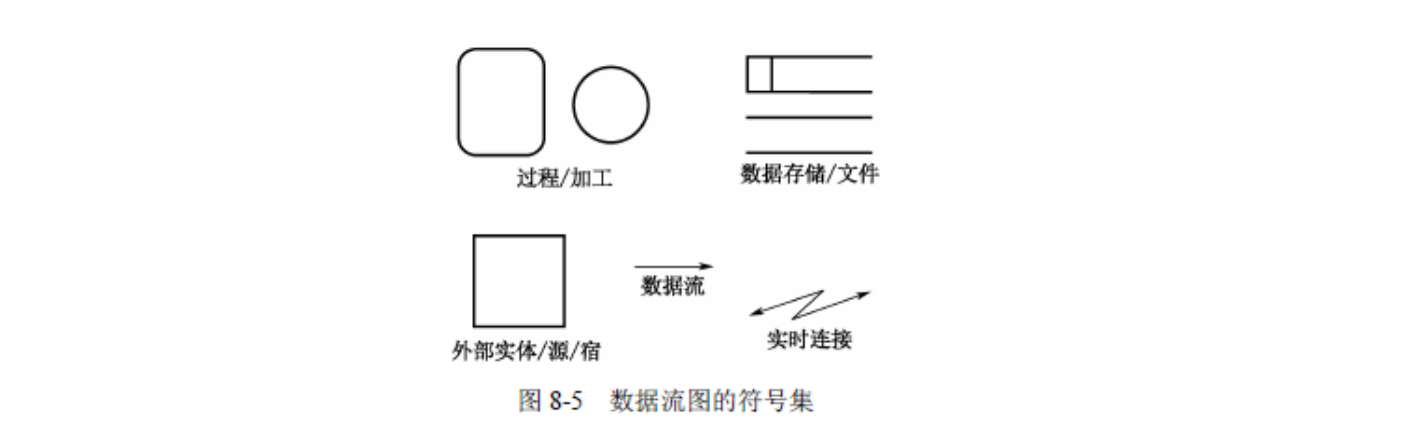 过程/加工
数据存储/文件
数据流
外部实体/源/宿
实时连接
图 8-5 数据流图的符号集